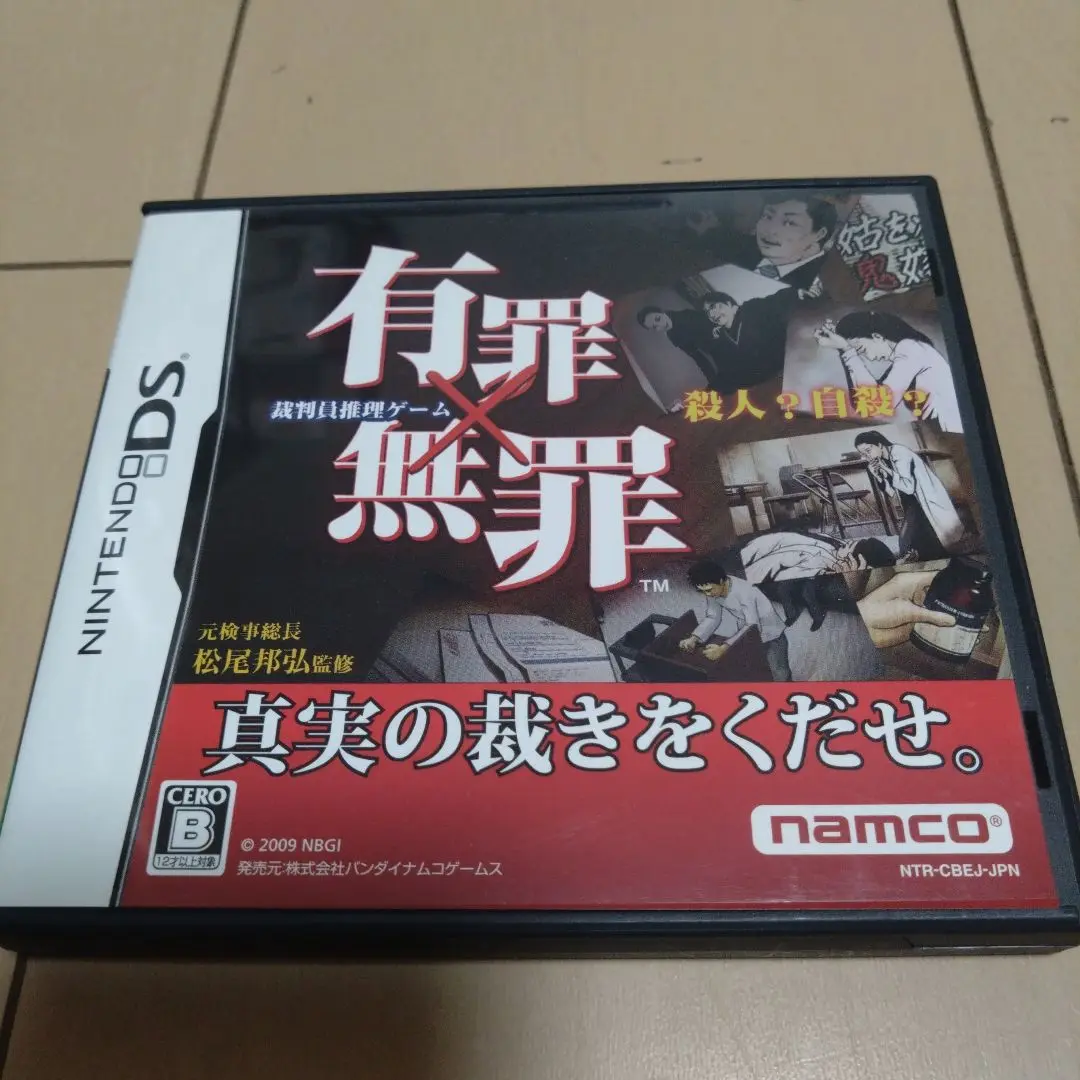 NINTENDO DS®
有罪
×
無罪
TM
裁判員推理ゲーム
姑を
鬼
殺人?自殺?
元検事総長
松尾邦弘監修
真実の裁きをくだせ。
CERO
B
12才以上対象
© 2009 NBGI
発売元:株式会社バンダイナムコゲームス
namco®
NTR-CBEJ-JPN